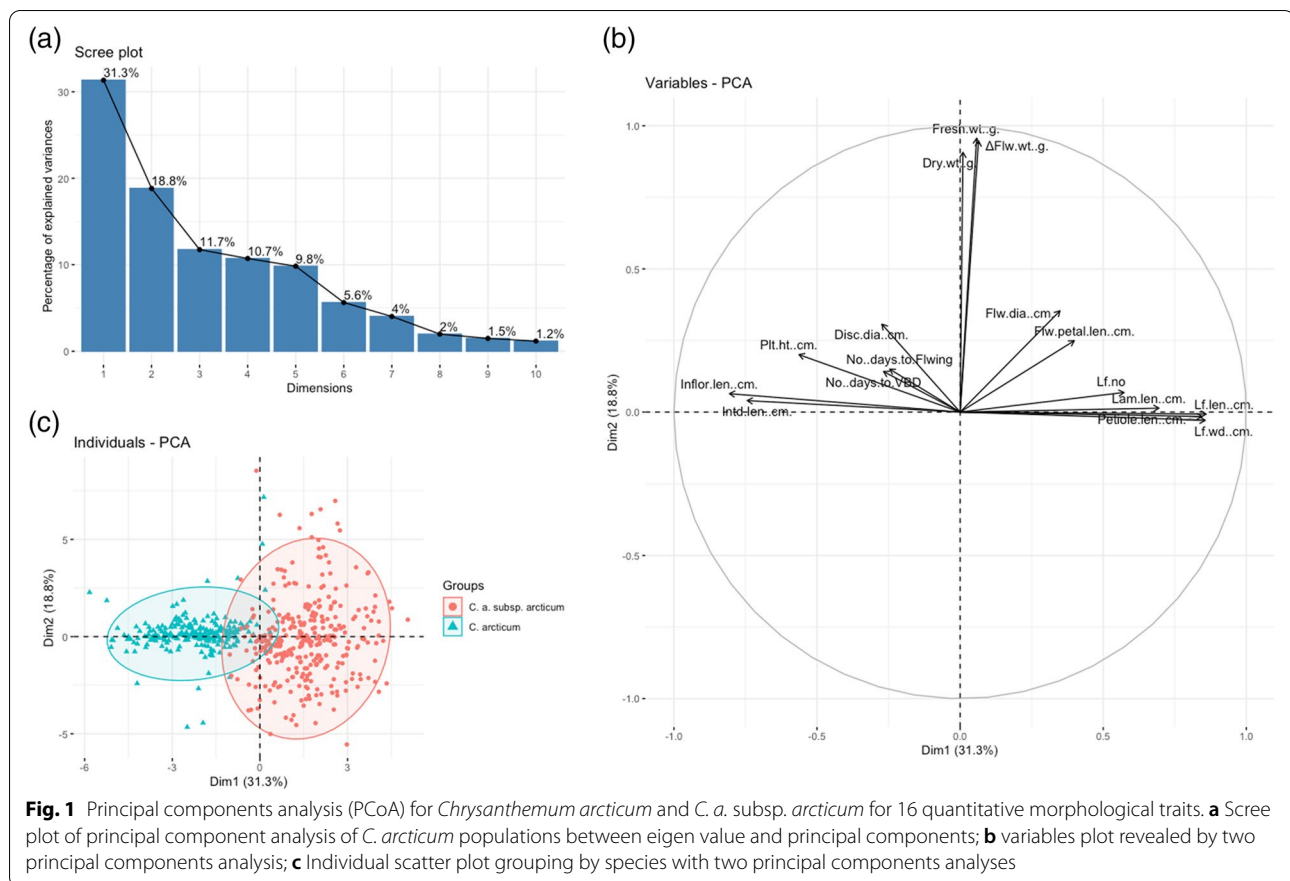 (a)
Scree plot
31.3%
18.8%
11.7%
10.7%
9.8%
5.6%
4%
2%
1.5%
1.2%
30
20
10
0
Percentage of explained variances
1 2 3 4 5 6 7 8 9 10
Dimensions
(b)
Variables - PCA
1.0
0.5
0.0
-0.5
-1.0
Dim2 (18.8%)
Fresh.wt..g.
ΔFlw.wt..g.
Dry.wt..g.
Flw.dia..cm.
Flw.petal.len..cm.
Disc.dia..cm.
Plt.ht..cm.
No..days.to.Flwing
No..days.to.VBD
Inflor.len..cm.
Intd.len..cm.
Lf.no
Lam.len..cm.
Lf.len..cm.
Petiole.len..cm.
Lf.wd..cm.
-1.0 -0.5 0.0 0.5 1.0
Dim1 (31.3%)
(c)
Individuals - PCA
5
0
-5
Dim2 (18.8%)
-6 -3 0 3
Dim1 (31.3%)
Groups
C. a. subsp. arcticum
C. arcticum
Fig. 1 Principal components analysis (PCoA) for Chrysanthemum arcticum and C. a. subsp. arcticum for 16 quantitative morphological traits. a Scree
plot of principal component analysis of C. arcticum populations between eigen value and principal components; b variables plot revealed by two
principal components analysis; c Individual scatter plot grouping by species with two principal components analyses